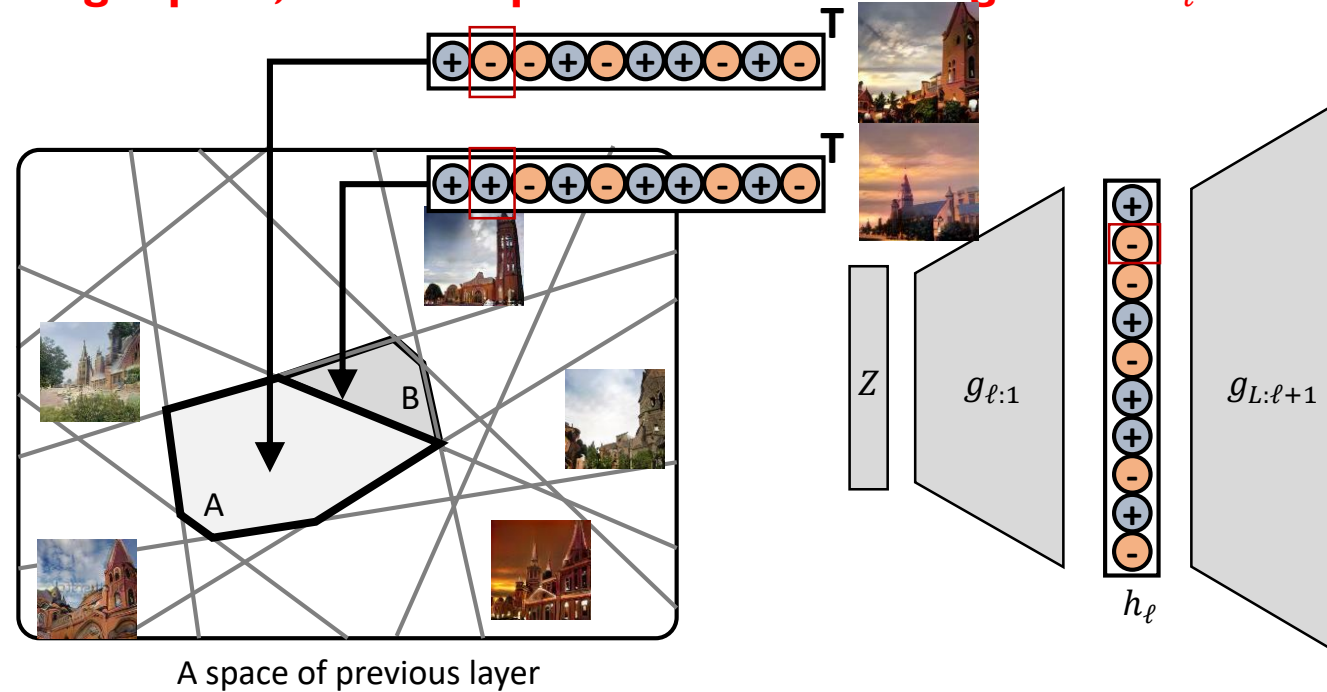 + - - + - + + - + - T
+ + - + - + + - + - T
B
A
A space of previous layer
Z
g_{ℓ:1}
+
-
-
+
-
+
+
-
+
-
h_ℓ
g_{L:ℓ+1}